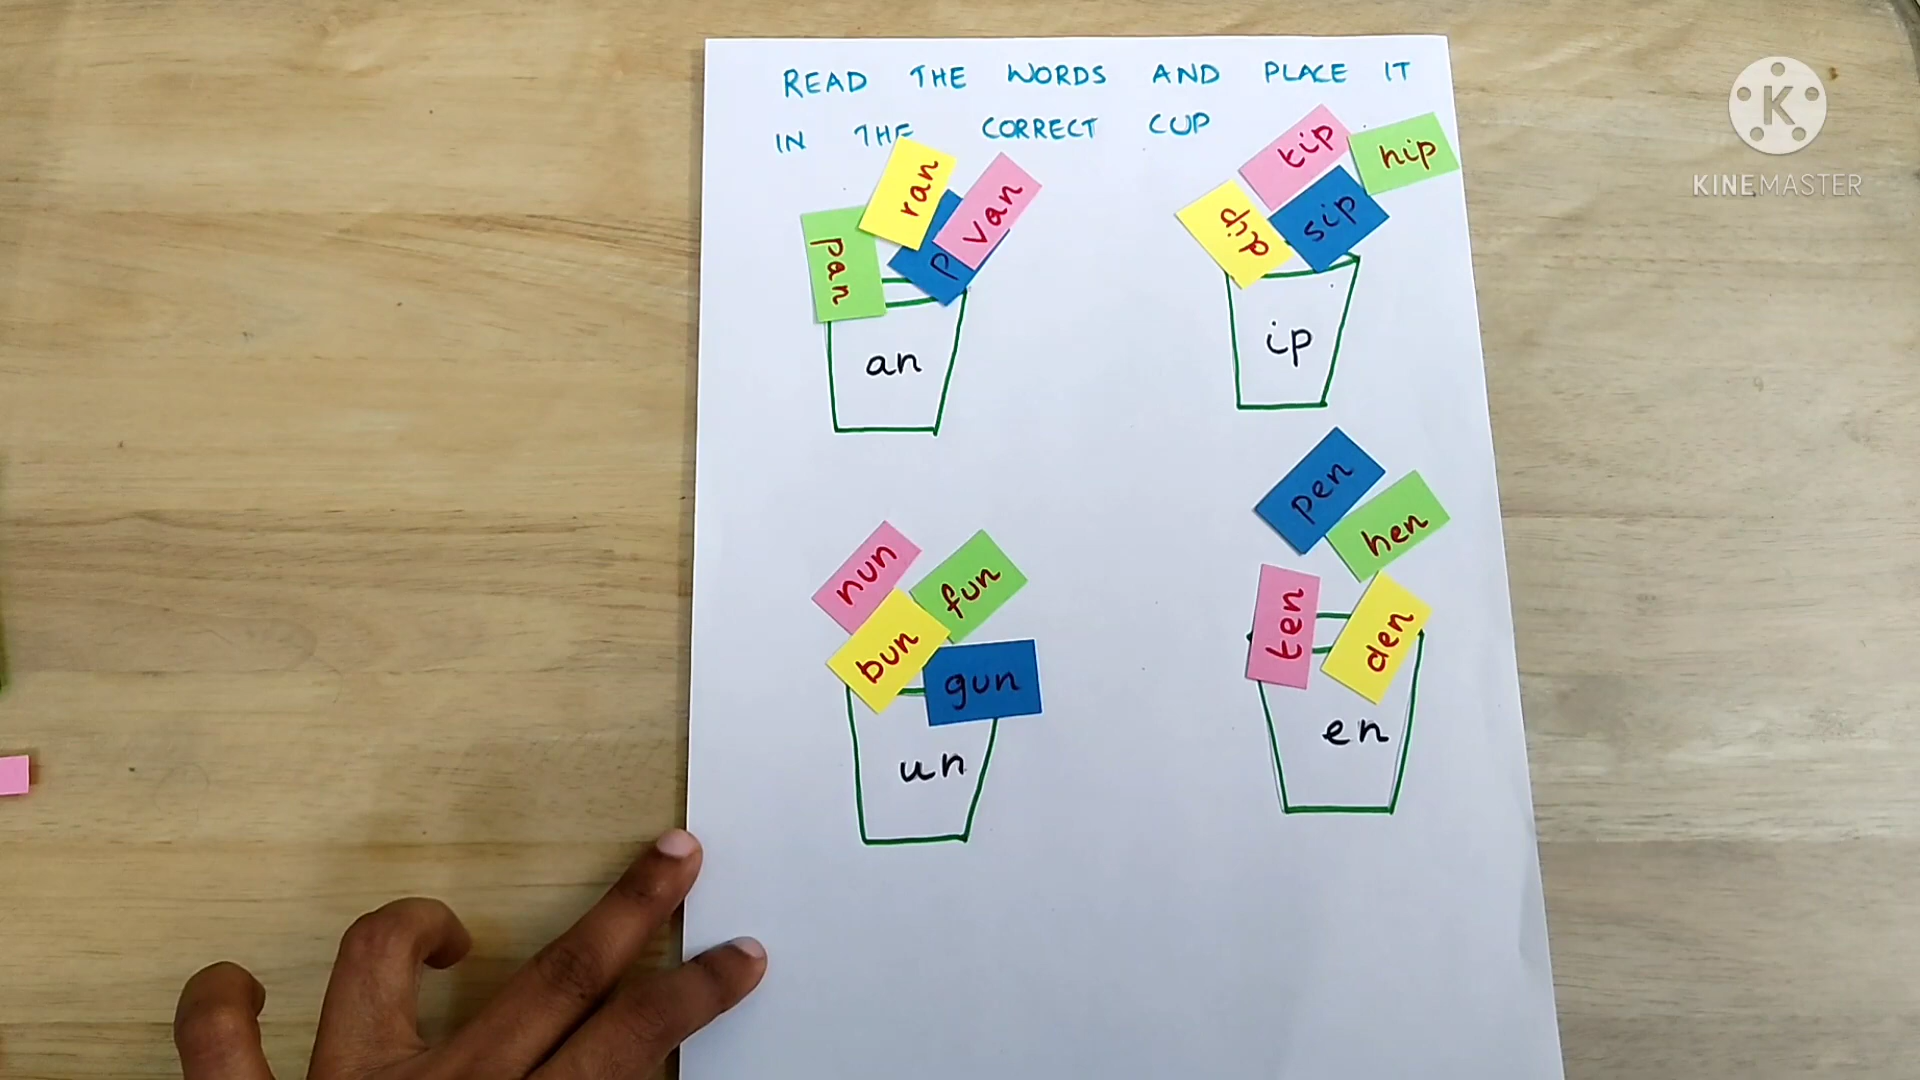 READ THE WORDS AND PLACE IT
IN THE CORRECT CUP
ran
van
pan
an
tip
hip
dip
sip
ip
nun
fun
bun
gun
un
pen
hen
ten
den
en
K
KINEMASTER